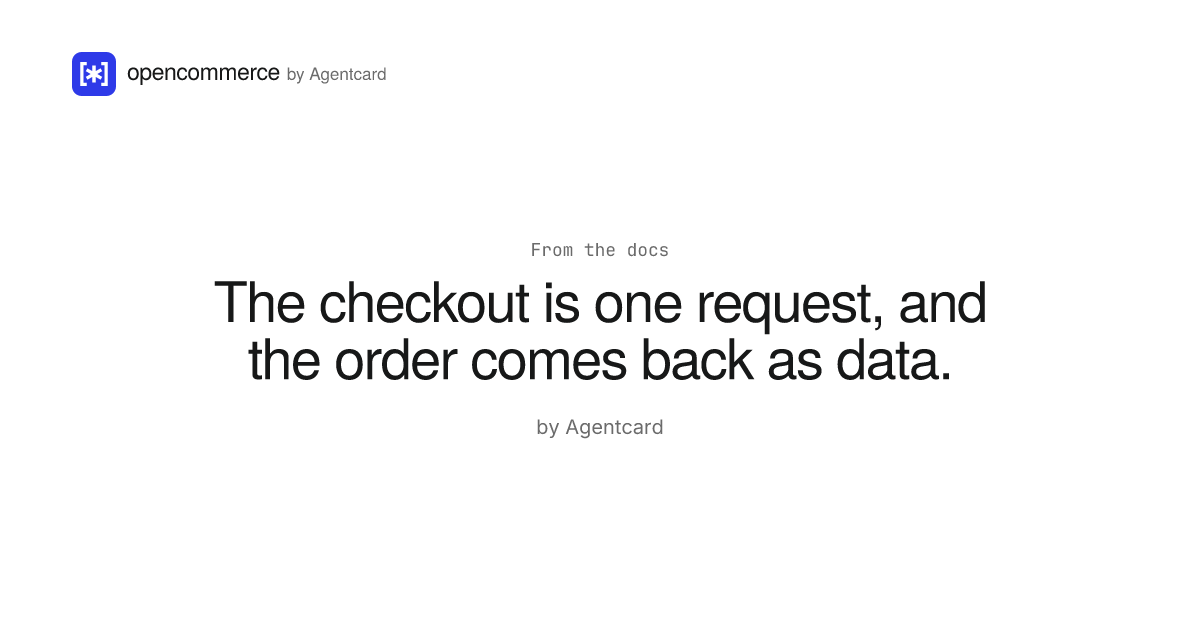 [*] opencommerce by Agentcard
From the docs
The checkout is one request, and
the order comes back as data.
by Agentcard